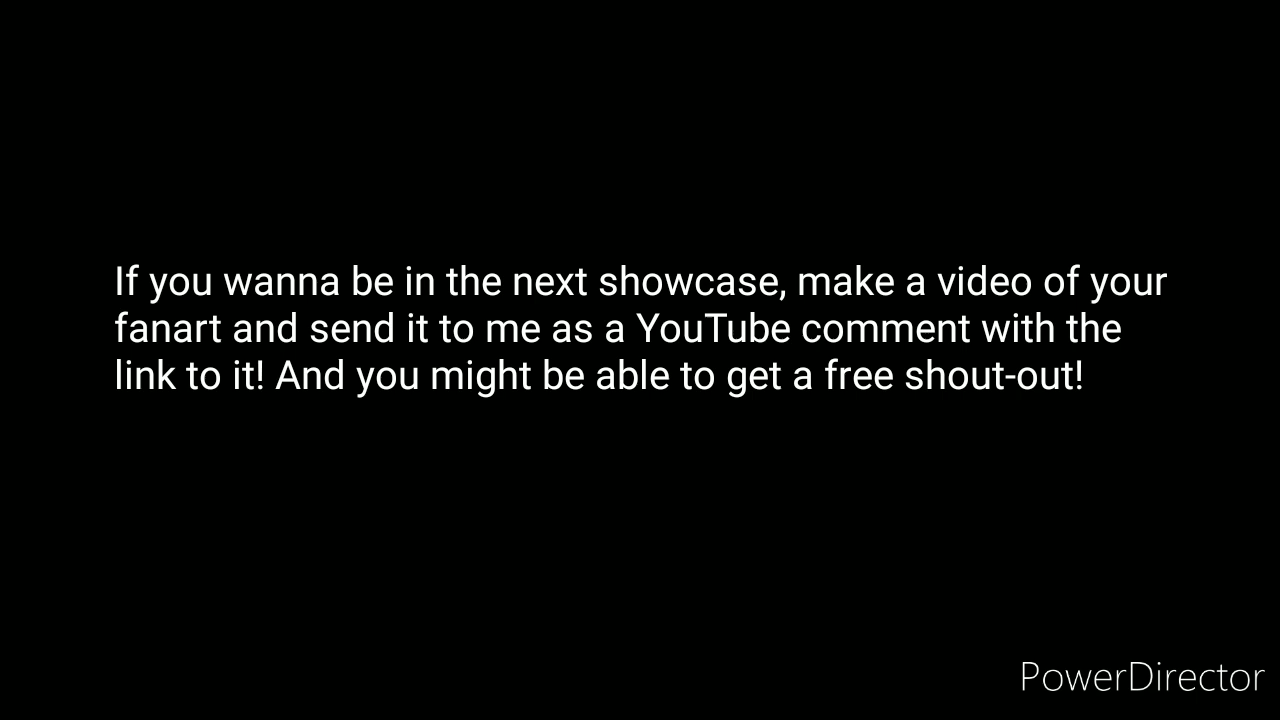 If you wanna be in the next showcase, make a video of your
fanart and send it to me as a YouTube comment with the
link to it! And you might be able to get a free shout-out!
PowerDirector